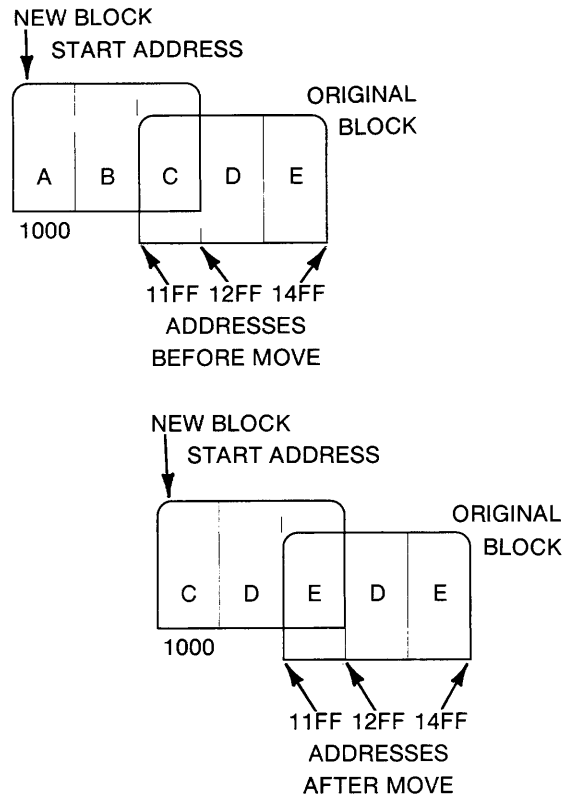 NEW BLOCK
START ADDRESS
ORIGINAL
BLOCK
A B C D E
1000
11FF 12FF 14FF
ADDRESSES
BEFORE MOVE
NEW BLOCK
START ADDRESS
ORIGINAL
BLOCK
C D E D E
1000
11FF 12FF 14FF
ADDRESSES
AFTER MOVE